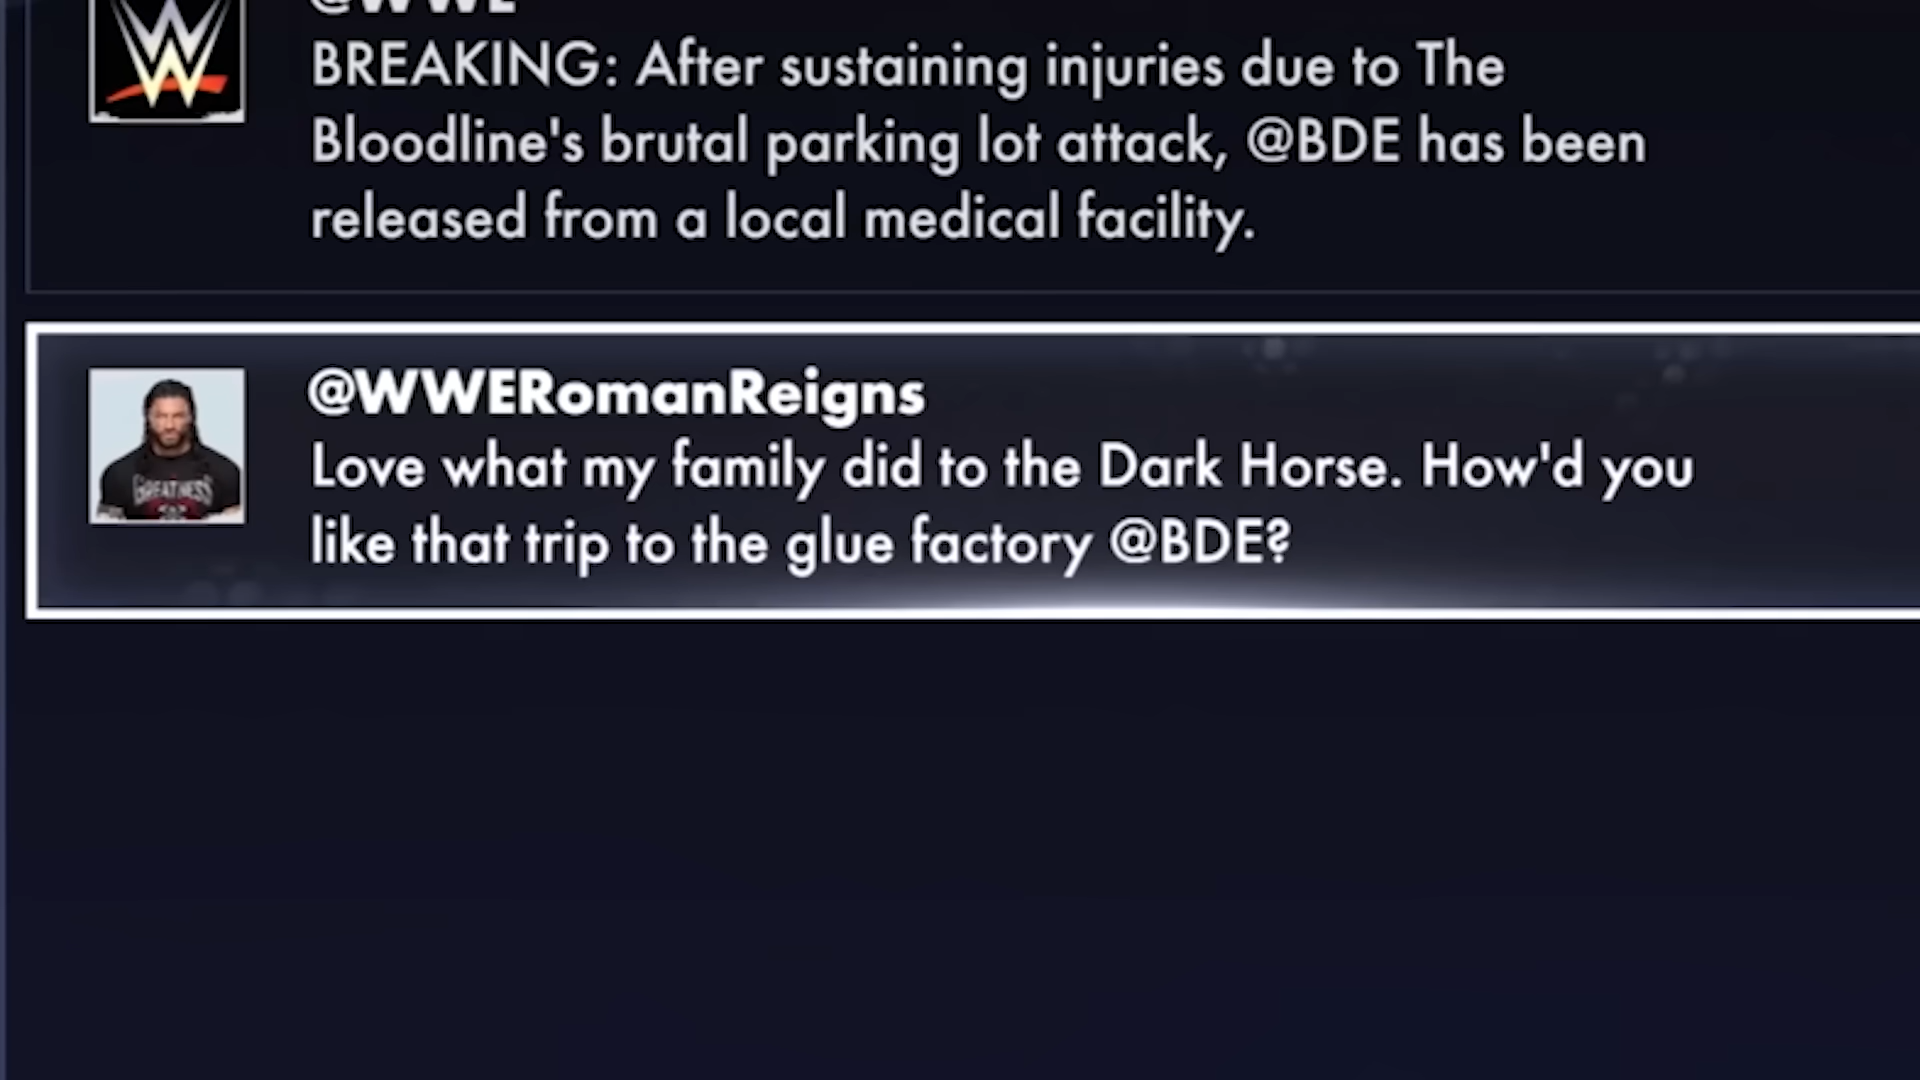 @WWE
BREAKING: After sustaining injuries due to The
Bloodline's brutal parking lot attack, @BDE has been
released from a local medical facility.
@WWERomanReigns
Love what my family did to the Dark Horse. How'd you
like that trip to the glue factory @BDE?
GREATNESS